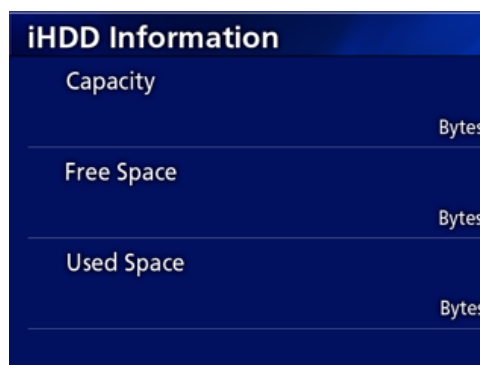 iHDD Information
Capacity
Bytes
Free Space
Bytes
Used Space
Bytes